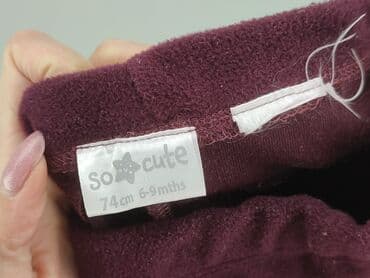 so cute
74cm 6-9mths